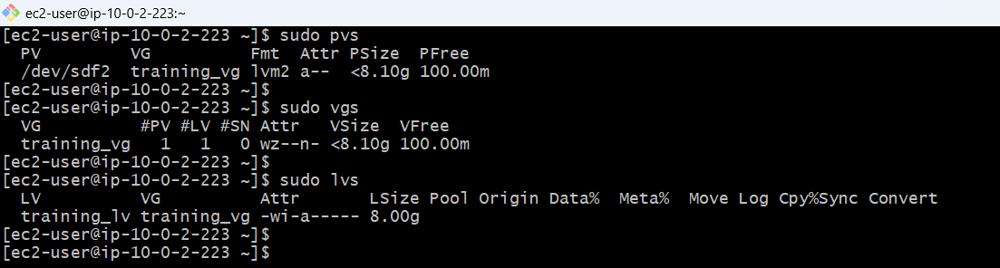 ec2-user@ip-10-0-2-223:~
[ec2-user@ip-10-0-2-223 ~]$ sudo pvs
  PV         VG          Fmt  Attr PSize  PFree
  /dev/sdf2  training_vg lvm2 a--  <8.10g 100.00m
[ec2-user@ip-10-0-2-223 ~]$
[ec2-user@ip-10-0-2-223 ~]$ sudo vgs
  VG          #PV #LV #SN Attr   VSize  VFree
  training_vg   1   1   0 wz--n- <8.10g 100.00m
[ec2-user@ip-10-0-2-223 ~]$
[ec2-user@ip-10-0-2-223 ~]$ sudo lvs
  LV          VG          Attr       LSize Pool Origin Data%  Meta%  Move Log Cpy%Sync Convert
  training_lv training_vg -wi-a----- 8.00g
[ec2-user@ip-10-0-2-223 ~]$
[ec2-user@ip-10-0-2-223 ~]$